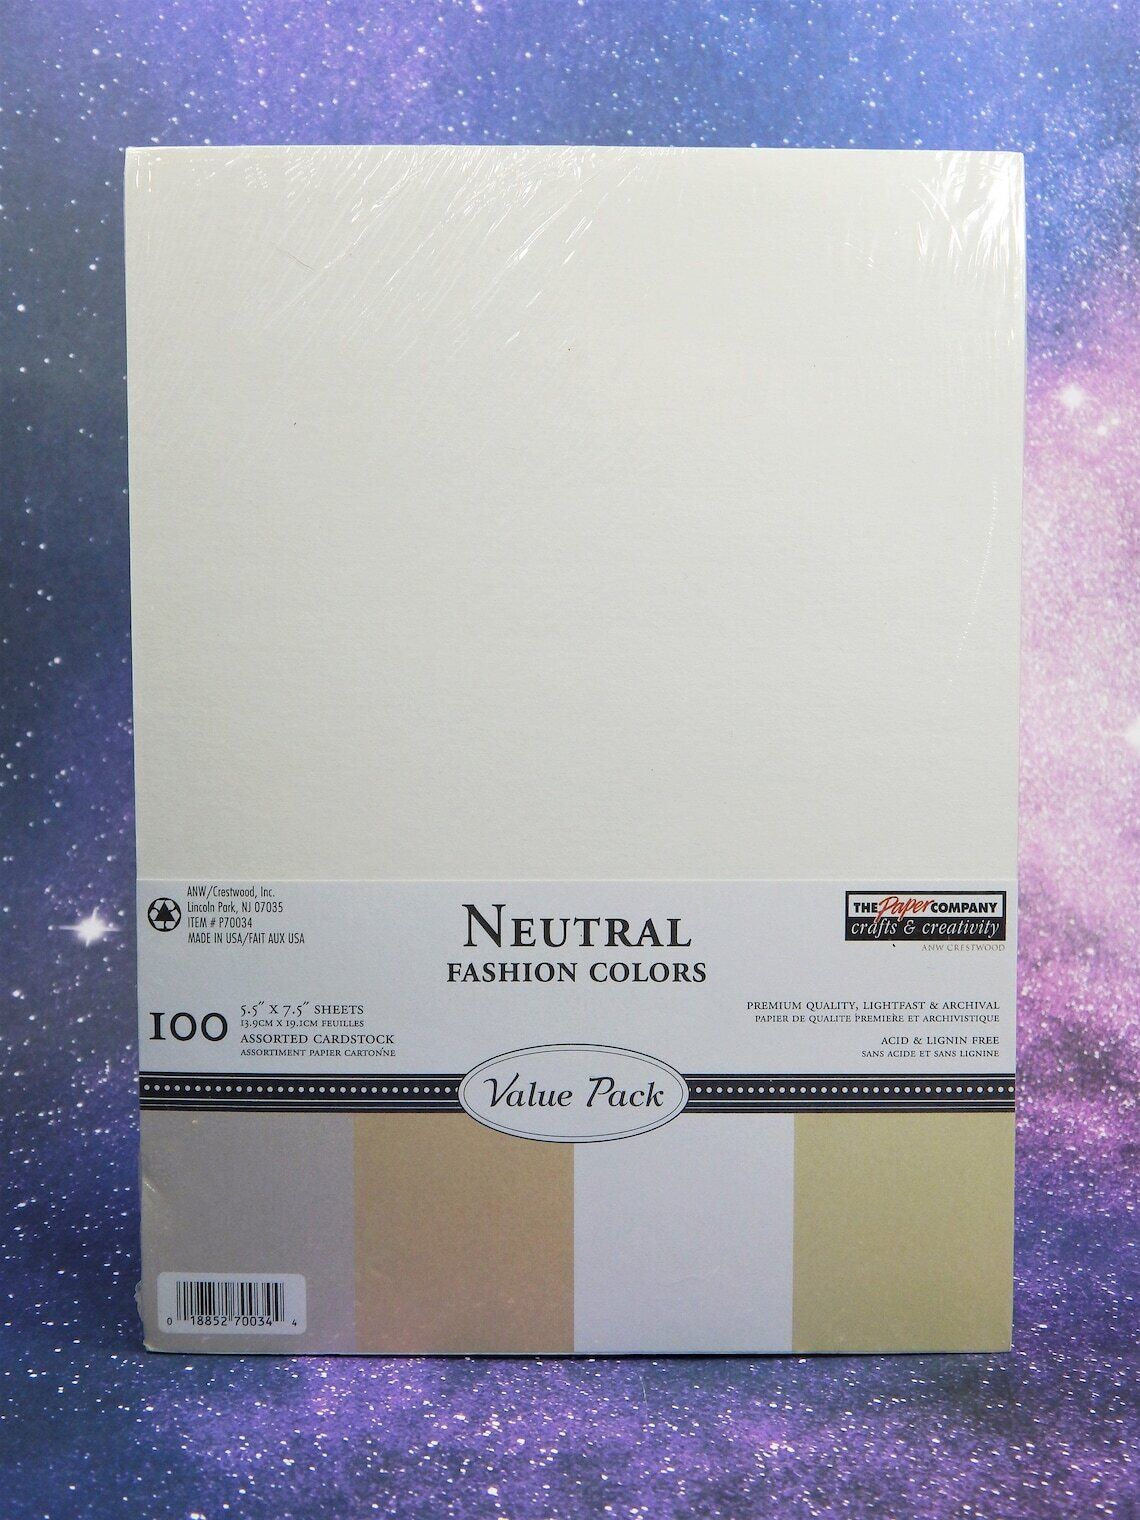 ANW/Crestwood, Inc.
Lincoln Park, NJ 07035
ITEM # P70034
MADE IN USA/FAIT AUX USA
NEUTRAL
FASHION COLORS
THE Paper COMPANY
crafts & creativity
ANW CRESTWOOD
100
5.5" X 7.5" SHEETS
13.9CM X 19.1CM FEUILLES
ASSORTED CARDSTOCK
ASSORTIMENT PAPIER CARTONNE
PREMIUM QUALITY, LIGHTFAST & ARCHIVAL
PAPIER DE QUALITE PREMIERE ET ARCHIVISTIQUE
ACID & LIGNIN FREE
SANS ACIDE ET SANS LIGNINE
Value Pack
0 18852 70034 4